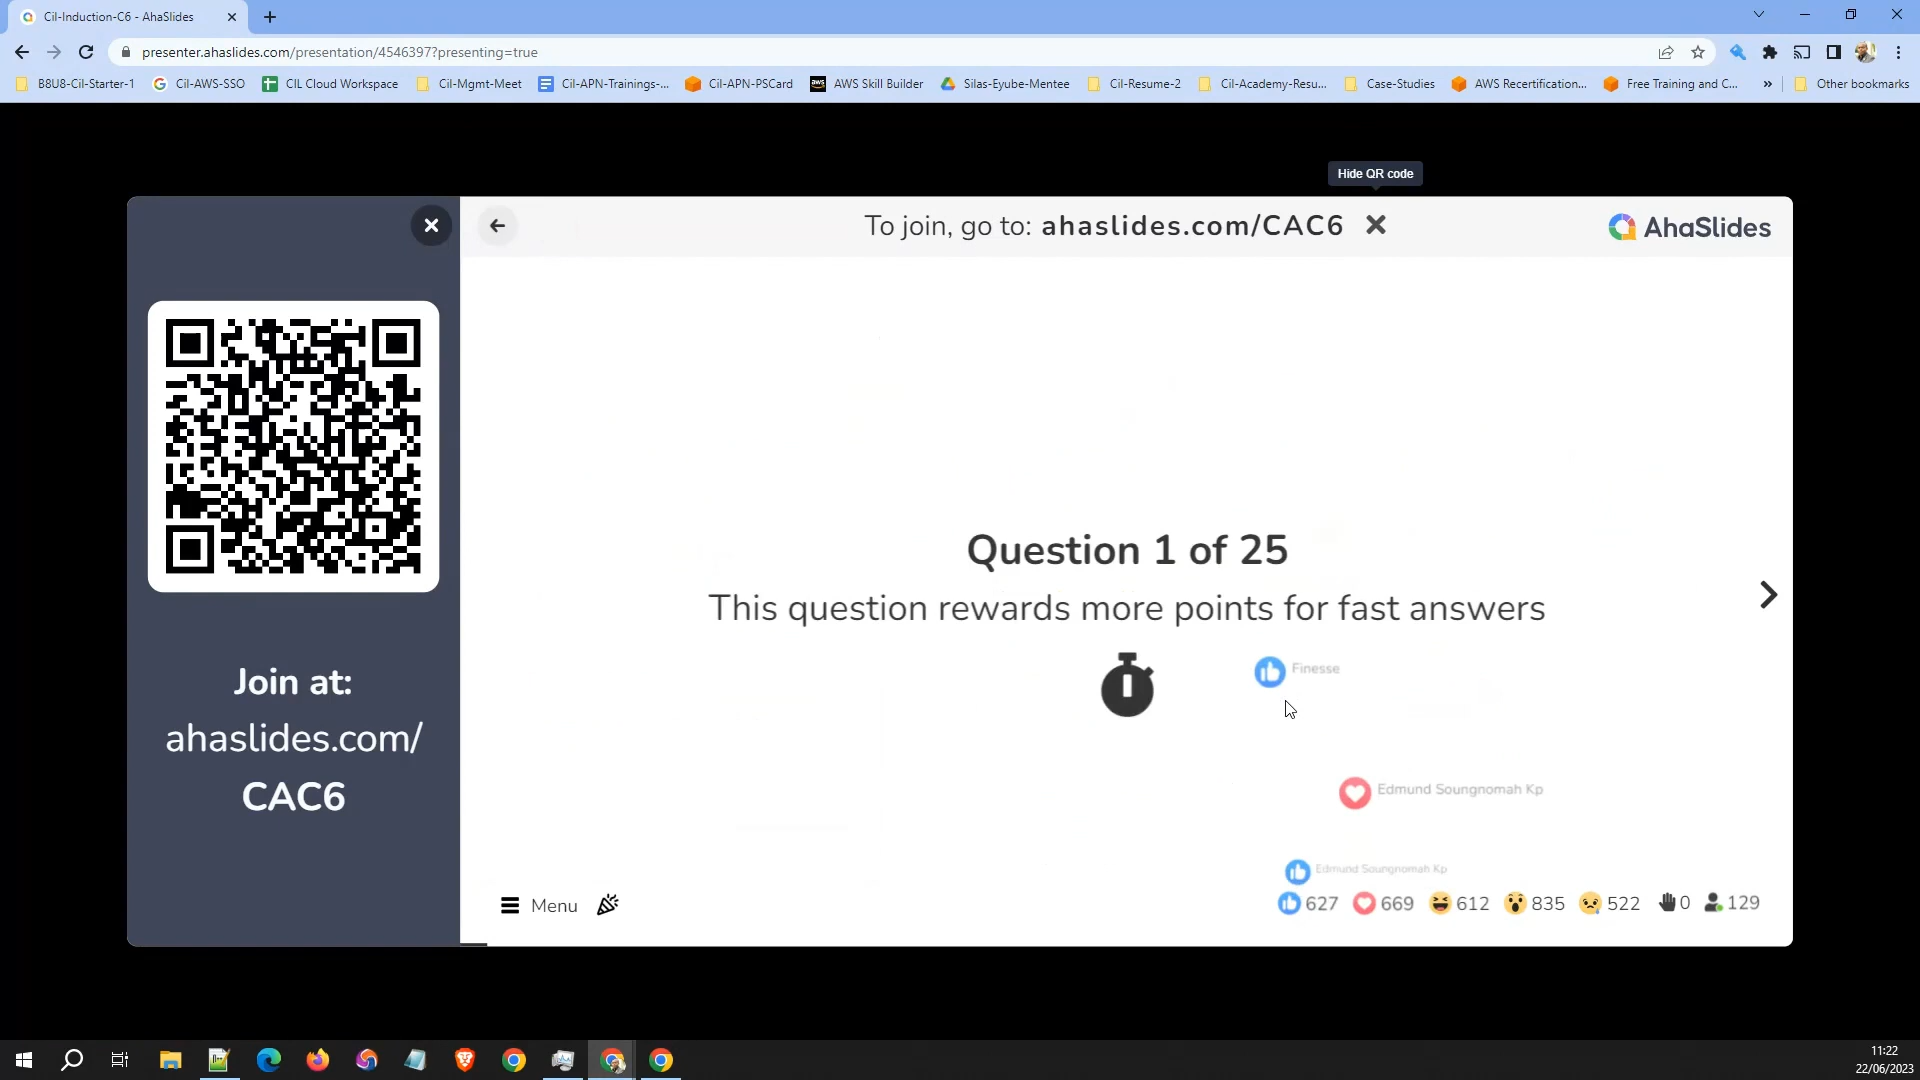 Cil-Induction-C6 - AhaSlides
presenter.ahaslides.com/presentation/4546397?presenting=true
B8U8-Cil-Starter-1 Cil-AWS-SSO CIL Cloud Workspace Cil-Mgmt-Meet Cil-APN-Trainings-... Cil-APN-PSCard AWS Skill Builder Silas-Eyube-Mentee Cil-Resume-2 Cil-Academy-Resu... Case-Studies AWS Recertification... Free Training and C... » Other bookmarks
Hide QR code
To join, go to: ahaslides.com/CAC6
AhaSlides
Join at:
ahaslides.com/
CAC6
Question 1 of 25
This question rewards more points for fast answers
Finesse
Edmund Soungnomah Kp
Edmund Soungnomah Kp
Menu
627 669 612 835 522 0 129
11:22
22/06/2023